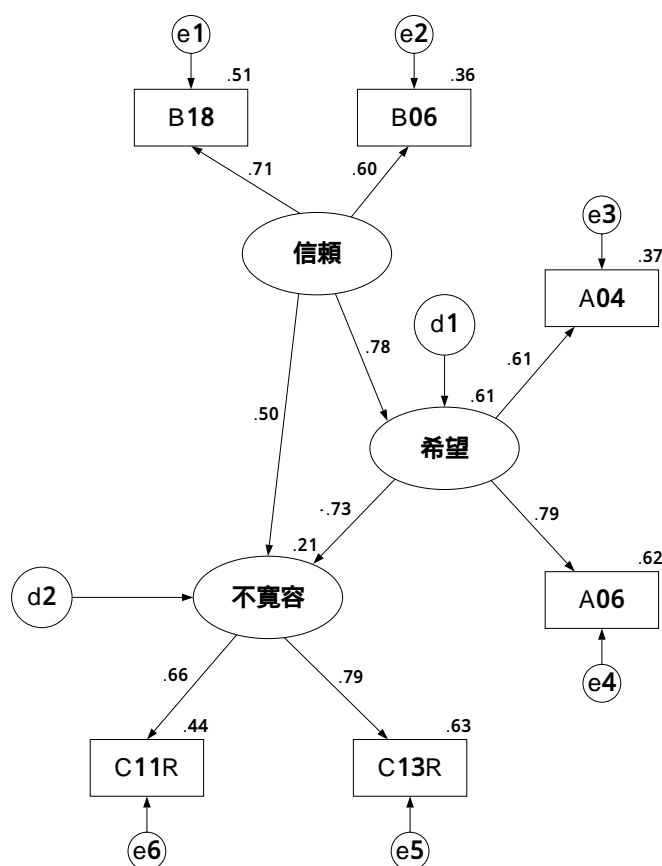 e1
e2
.51
.36
B18
B06
.71
.60
e3
信頼
.37
A04
d1
.78
.61
.61
.50
希望
-.73
.79
.21
.62
d2
不寛容
A06
.66
.79
e4
.44
.63
C11R
C13R
e6
e5